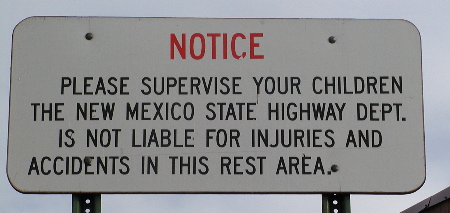 NOTICE
PLEASE SUPERVISE YOUR CHILDREN
THE NEW MEXICO STATE HIGHWAY DEPT.
IS NOT LIABLE FOR INJURIES AND
ACCIDENTS IN THIS REST AREA.